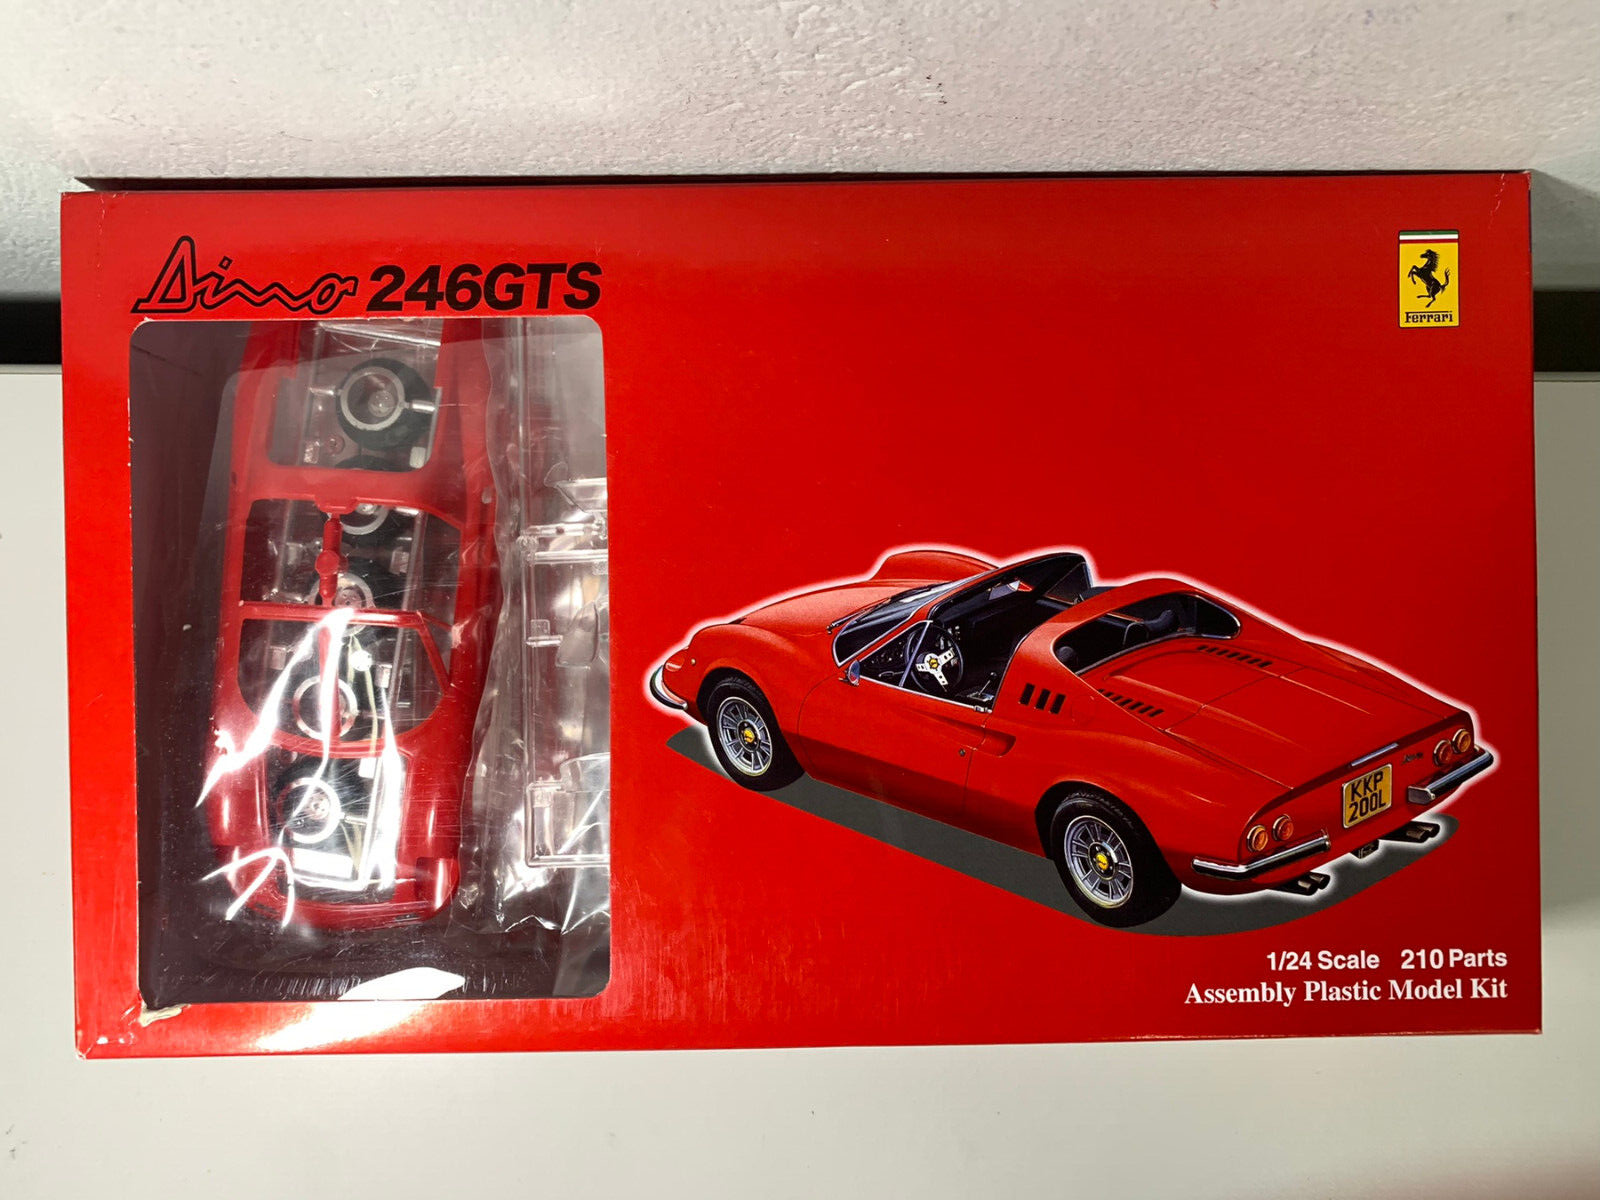 Dino 246GTS
Ferrari
KKP
200L
1/24 Scale 210 Parts
Assembly Plastic Model Kit